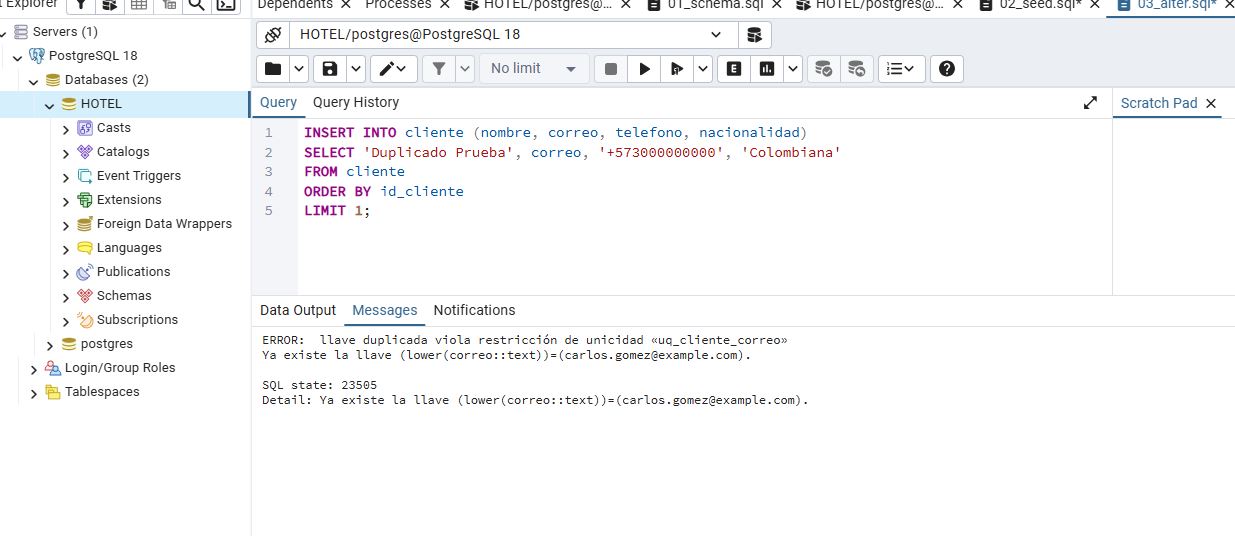 t Explorer
Dependents
Processes
HOTEL/postgres@...
01_schema.sql
HOTEL/postgres@...
02_seed.sql*
03_alter.sql*
Servers (1)
PostgreSQL 18
Databases (2)
HOTEL
Casts
Catalogs
Event Triggers
Extensions
Foreign Data Wrappers
Languages
Publications
Schemas
Subscriptions
postgres
Login/Group Roles
Tablespaces
HOTEL/postgres@PostgreSQL 18
No limit
E
Query
Query History
Scratch Pad
1 INSERT INTO cliente (nombre, correo, telefono, nacionalidad)
2 SELECT 'Duplicado Prueba', correo, '+573000000000', 'Colombiana'
3 FROM cliente
4 ORDER BY id_cliente
5 LIMIT 1;
Data Output
Messages
Notifications
ERROR:  llave duplicada viola restricción de unicidad «uq_cliente_correo»
Ya existe la llave (lower(correo::text))=(carlos.gomez@example.com).
SQL state: 23505
Detail: Ya existe la llave (lower(correo::text))=(carlos.gomez@example.com).